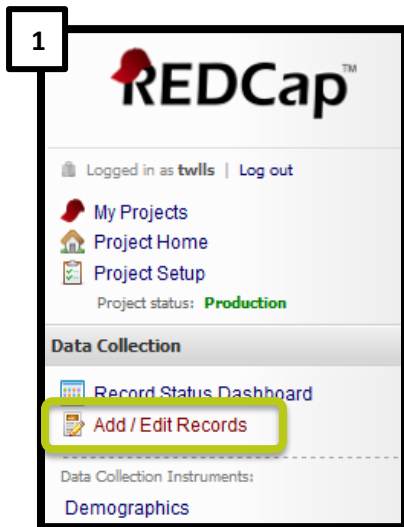 1
REDCap™
Logged in as twlls | Log out
My Projects
Project Home
Project Setup
Project status: Production
Data Collection
Record Status Dashboard
Add / Edit Records
Data Collection Instruments:
Demographics